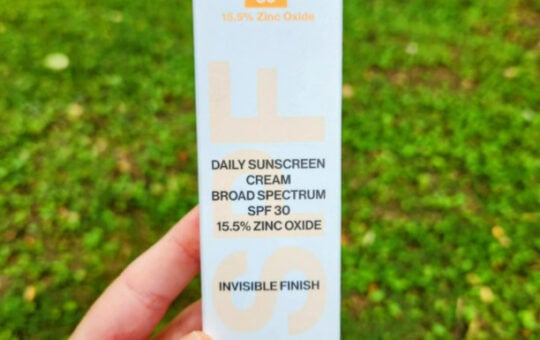 15.5% Zinc Oxide
SPF
DAILY SUNSCREEN
CREAM
BROAD SPECTRUM
SPF 30
15.5% ZINC OXIDE
INVISIBLE FINISH